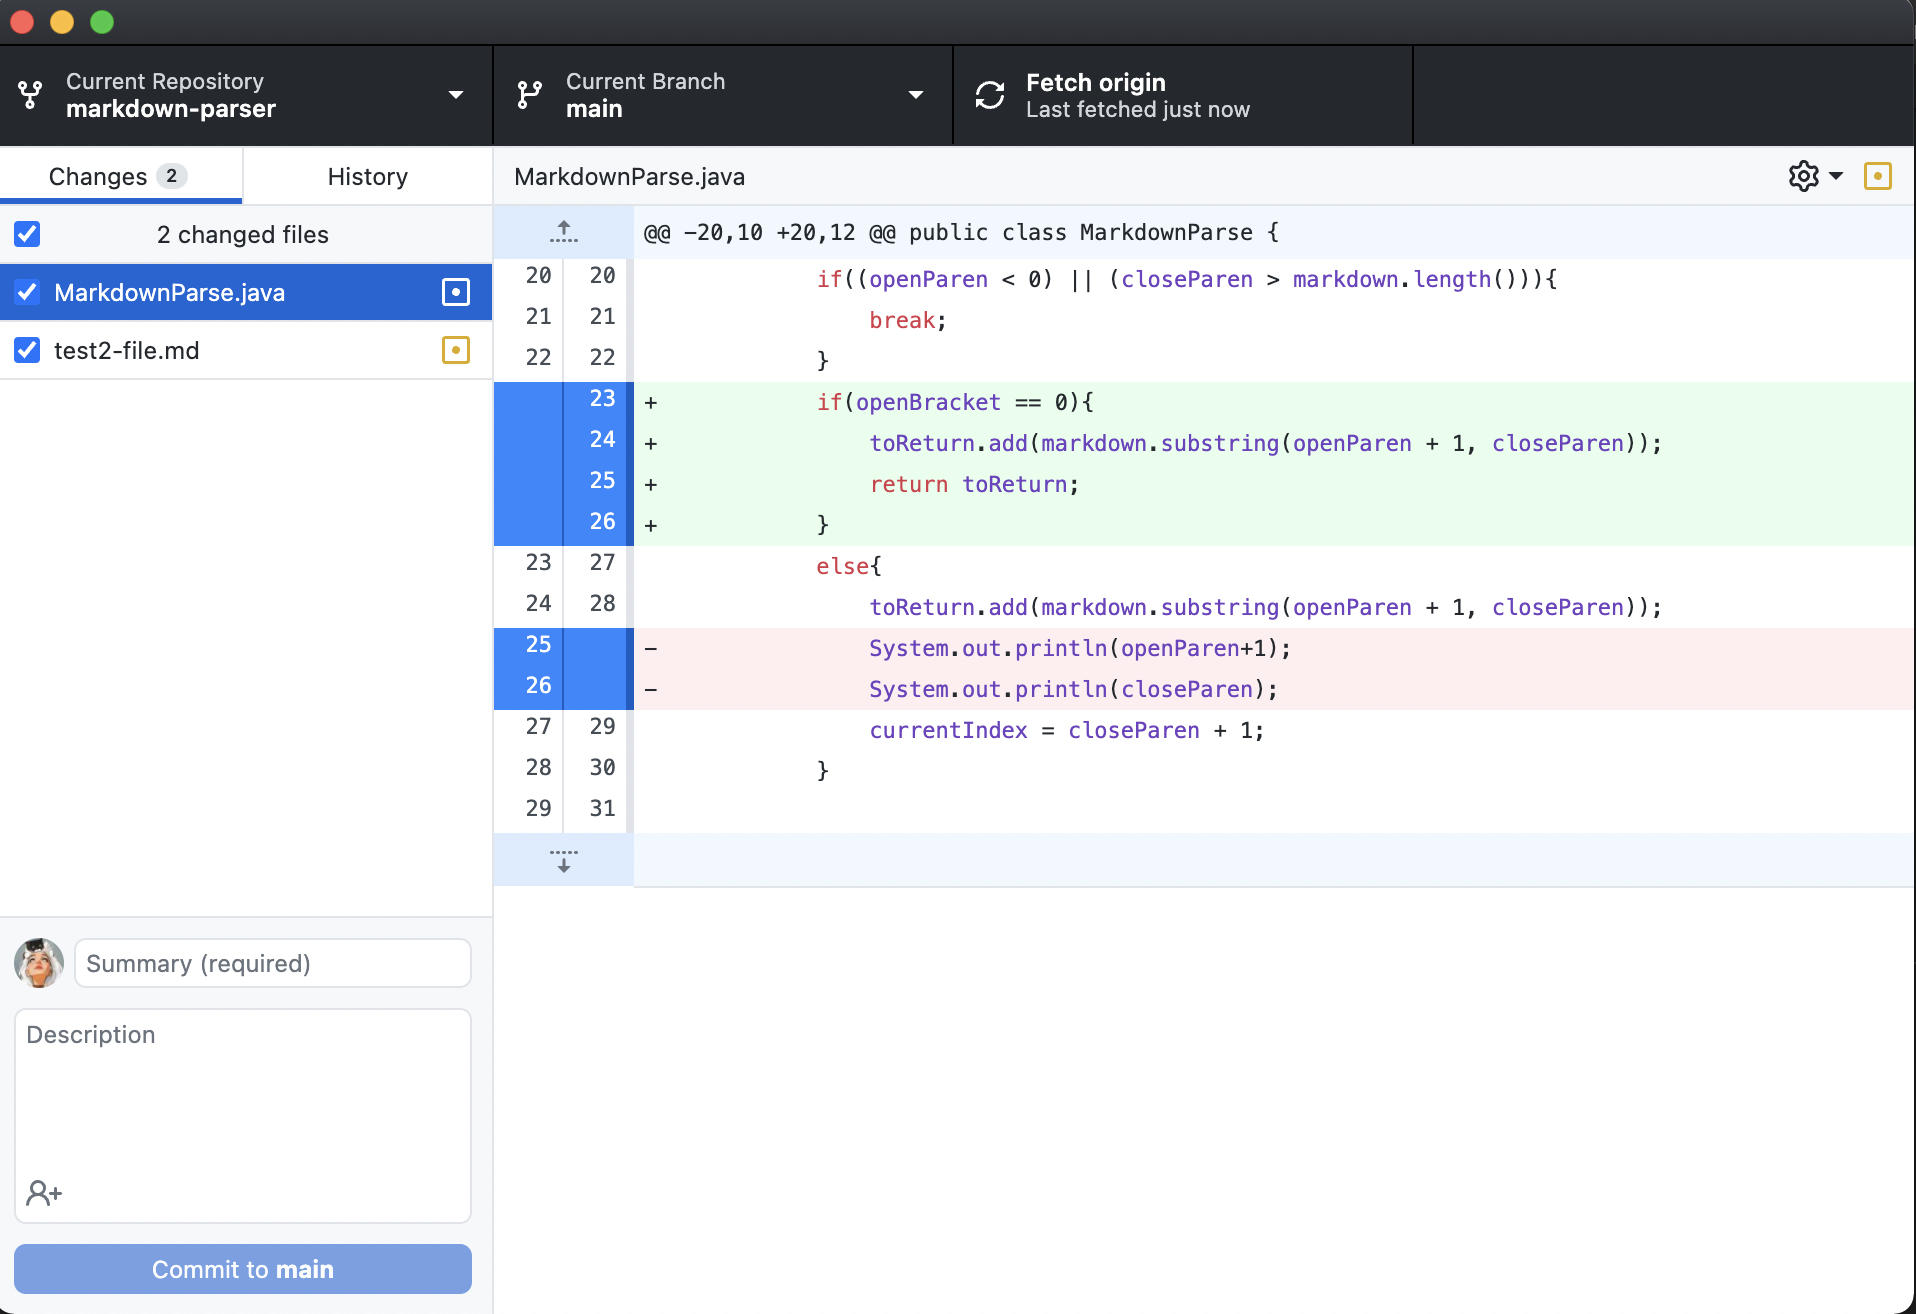 Current Repository
markdown-parser
Current Branch
main
Fetch origin
Last fetched just now
Changes 2
History
MarkdownParse.java
2 changed files
MarkdownParse.java
test2-file.md
@@ -20,10 +20,12 @@ public class MarkdownParse {
20 20 if((openParen < 0) || (closeParen > markdown.length())){
21 21 break;
22 22 }
23 + if(openBracket == 0){
24 + toReturn.add(markdown.substring(openParen + 1, closeParen));
25 + return toReturn;
26 + }
23 27 else{
24 28 toReturn.add(markdown.substring(openParen + 1, closeParen));
25 - System.out.println(openParen+1);
26 - System.out.println(closeParen);
27 29 currentIndex = closeParen + 1;
28 30 }
29 31
Summary (required)
Description
Commit to main